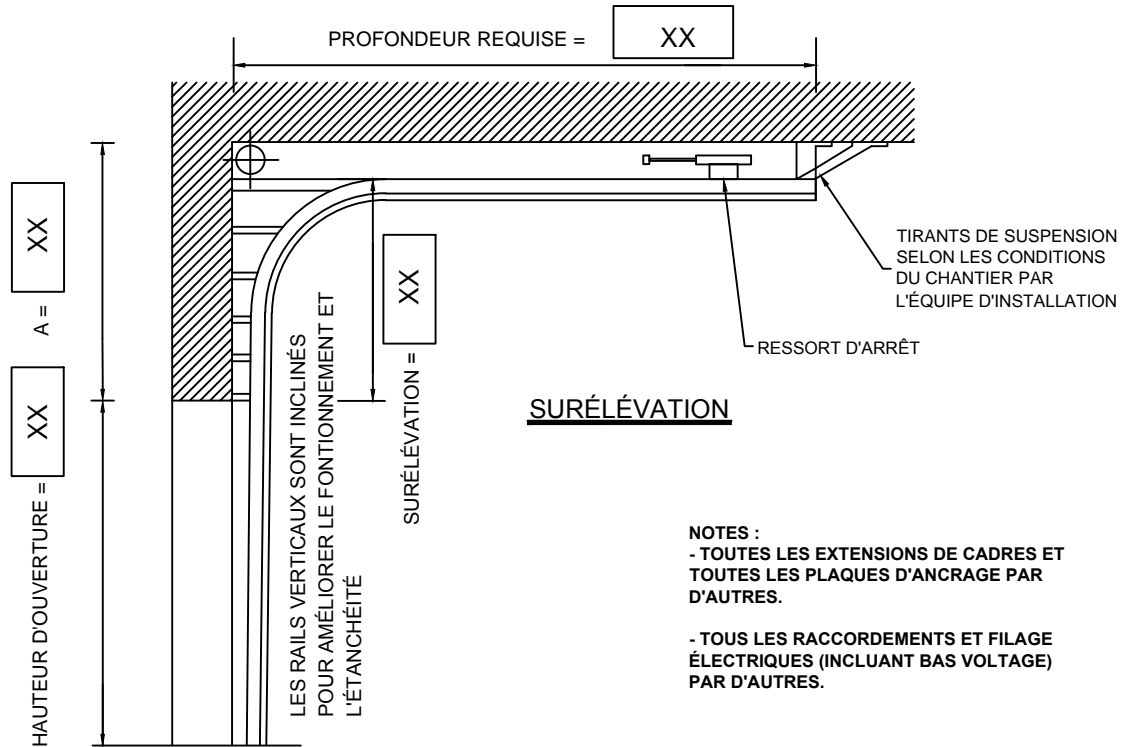 PROFONDEUR REQUISE = XX
XX
A =
XX
HAUTEUR D'OUVERTURE =
LES RAILS VERTICAUX SONT INCLINÉS
POUR AMÉLIORER LE FONTIONNEMENT ET
L'ÉTANCHÉITÉ
SURÉLÉVATION = XX
TIRANTS DE SUSPENSION
SELON LES CONDITIONS
DU CHANTIER PAR
L'ÉQUIPE D'INSTALLATION
RESSORT D'ARRÊT
SURÉLÉVATION
NOTES :
- TOUTES LES EXTENSIONS DE CADRES ET
TOUTES LES PLAQUES D'ANCRAGE PAR
D'AUTRES.
- TOUS LES RACCORDEMENTS ET FILAGE
ÉLECTRIQUES (INCLUANT BAS VOLTAGE)
PAR D'AUTRES.